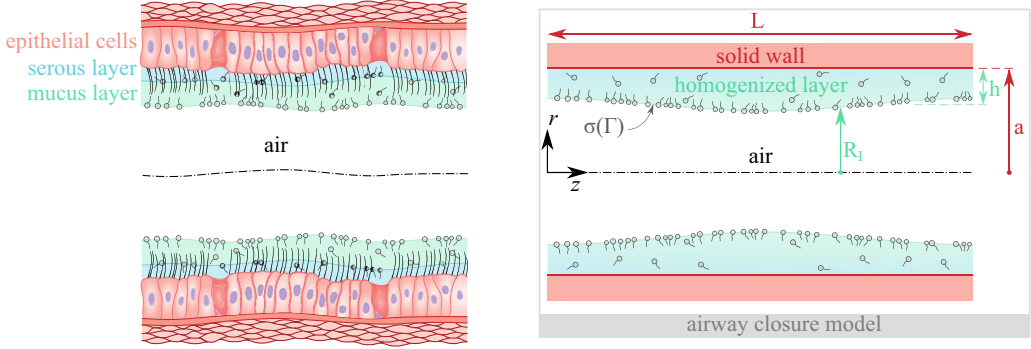 epithelial cells
serous layer
mucus layer
air
L
solid wall
homogenized layer
h
σ(Γ)
a
r
R_I
air
z
airway closure model